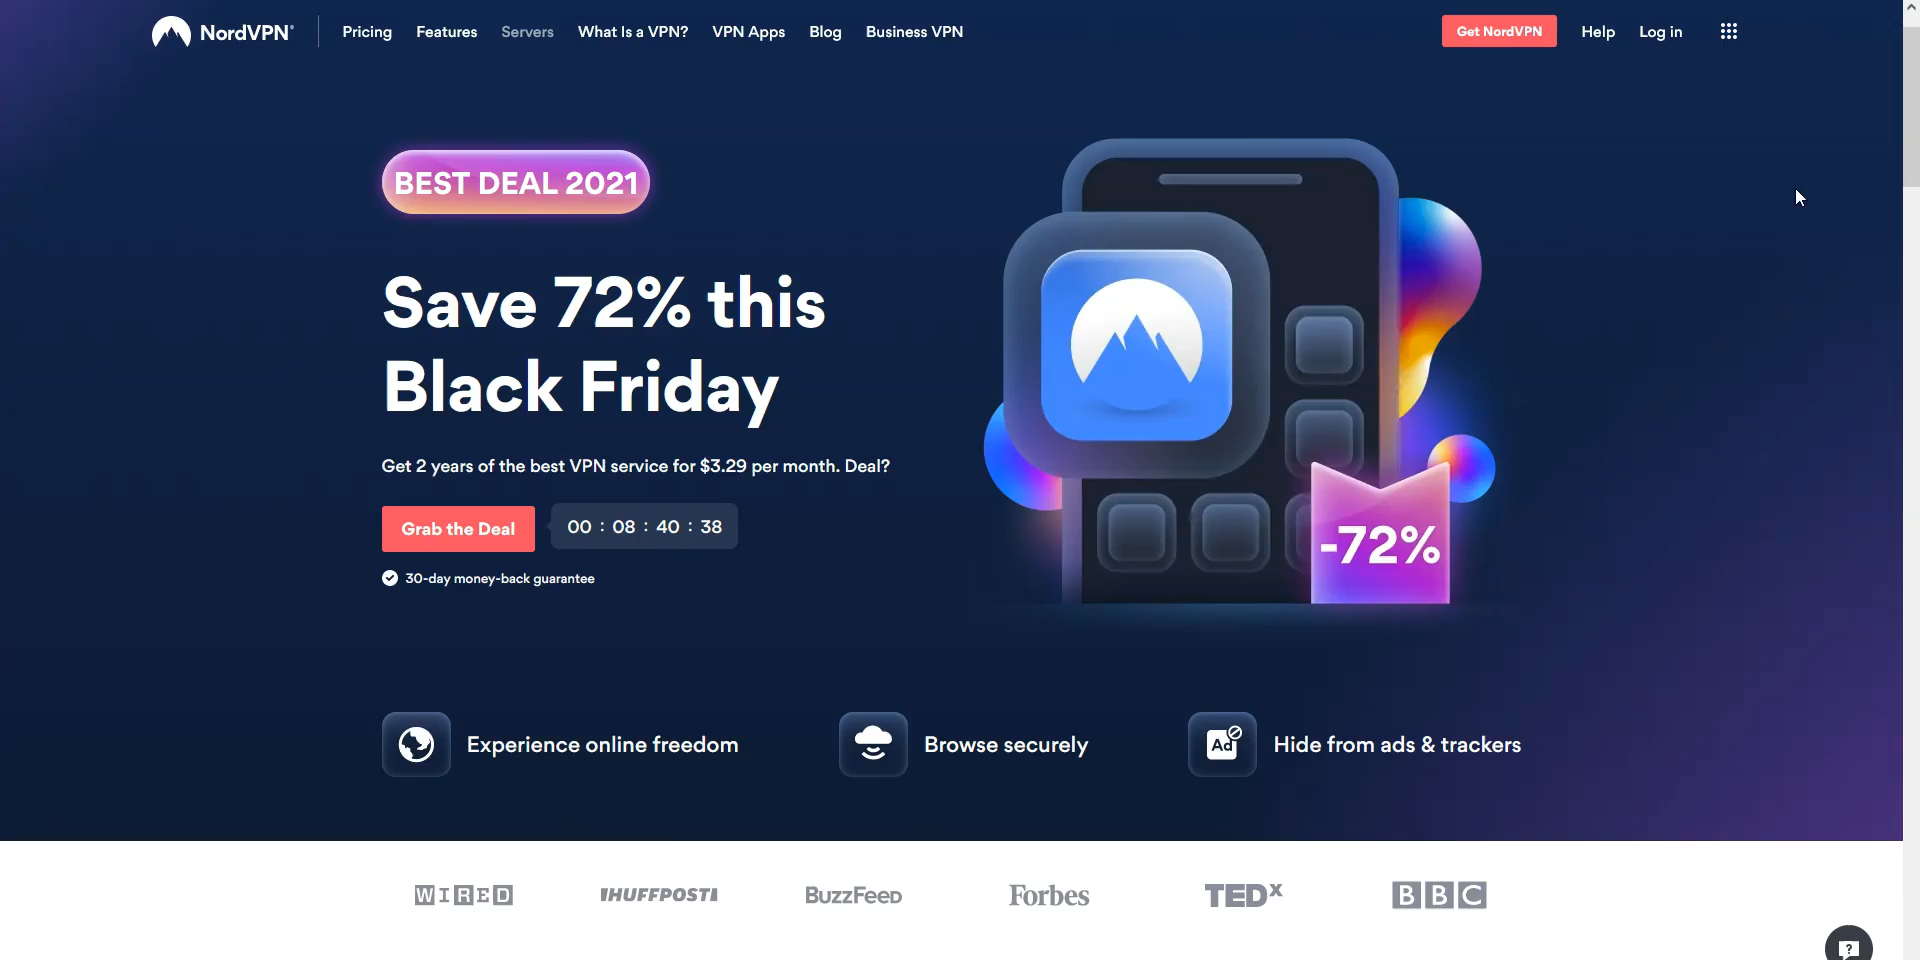 NordVPN®
Pricing
Features
Servers
What Is a VPN?
VPN Apps
Blog
Business VPN
Get NordVPN
Help
Log in
BEST DEAL 2021
Save 72% this
Black Friday
Get 2 years of the best VPN service for $3.29 per month. Deal?
Grab the Deal
00 : 08 : 40 : 38
30-day money-back guarantee
-72%
Experience online freedom
Browse securely
Ad
Hide from ads & trackers
WIRED
HUFFPOST
BuzzFeed
Forbes
TEDx
BBC
?